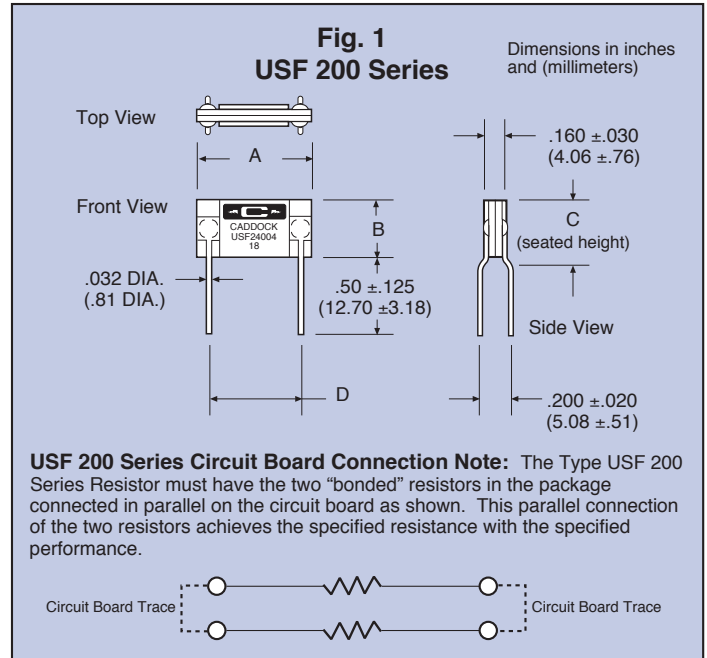 Fig. 1
USF 200 Series
Dimensions in inches
and (millimeters)
Top View
A
.160 ±.030
(4.06 ±.76)
Front View
CADDOCK
USF24004
18
B
C
(seated height)
.032 DIA.
(.81 DIA.)
.50 ±.125
(12.70 ±3.18)
Side View
D
.200 ±.020
(5.08 ±.51)
USF 200 Series Circuit Board Connection Note: The Type USF 200
Series Resistor must have the two “bonded” resistors in the package
connected in parallel on the circuit board as shown. This parallel connection
of the two resistors achieves the specified resistance with the specified
performance.
Circuit Board Trace
Circuit Board Trace